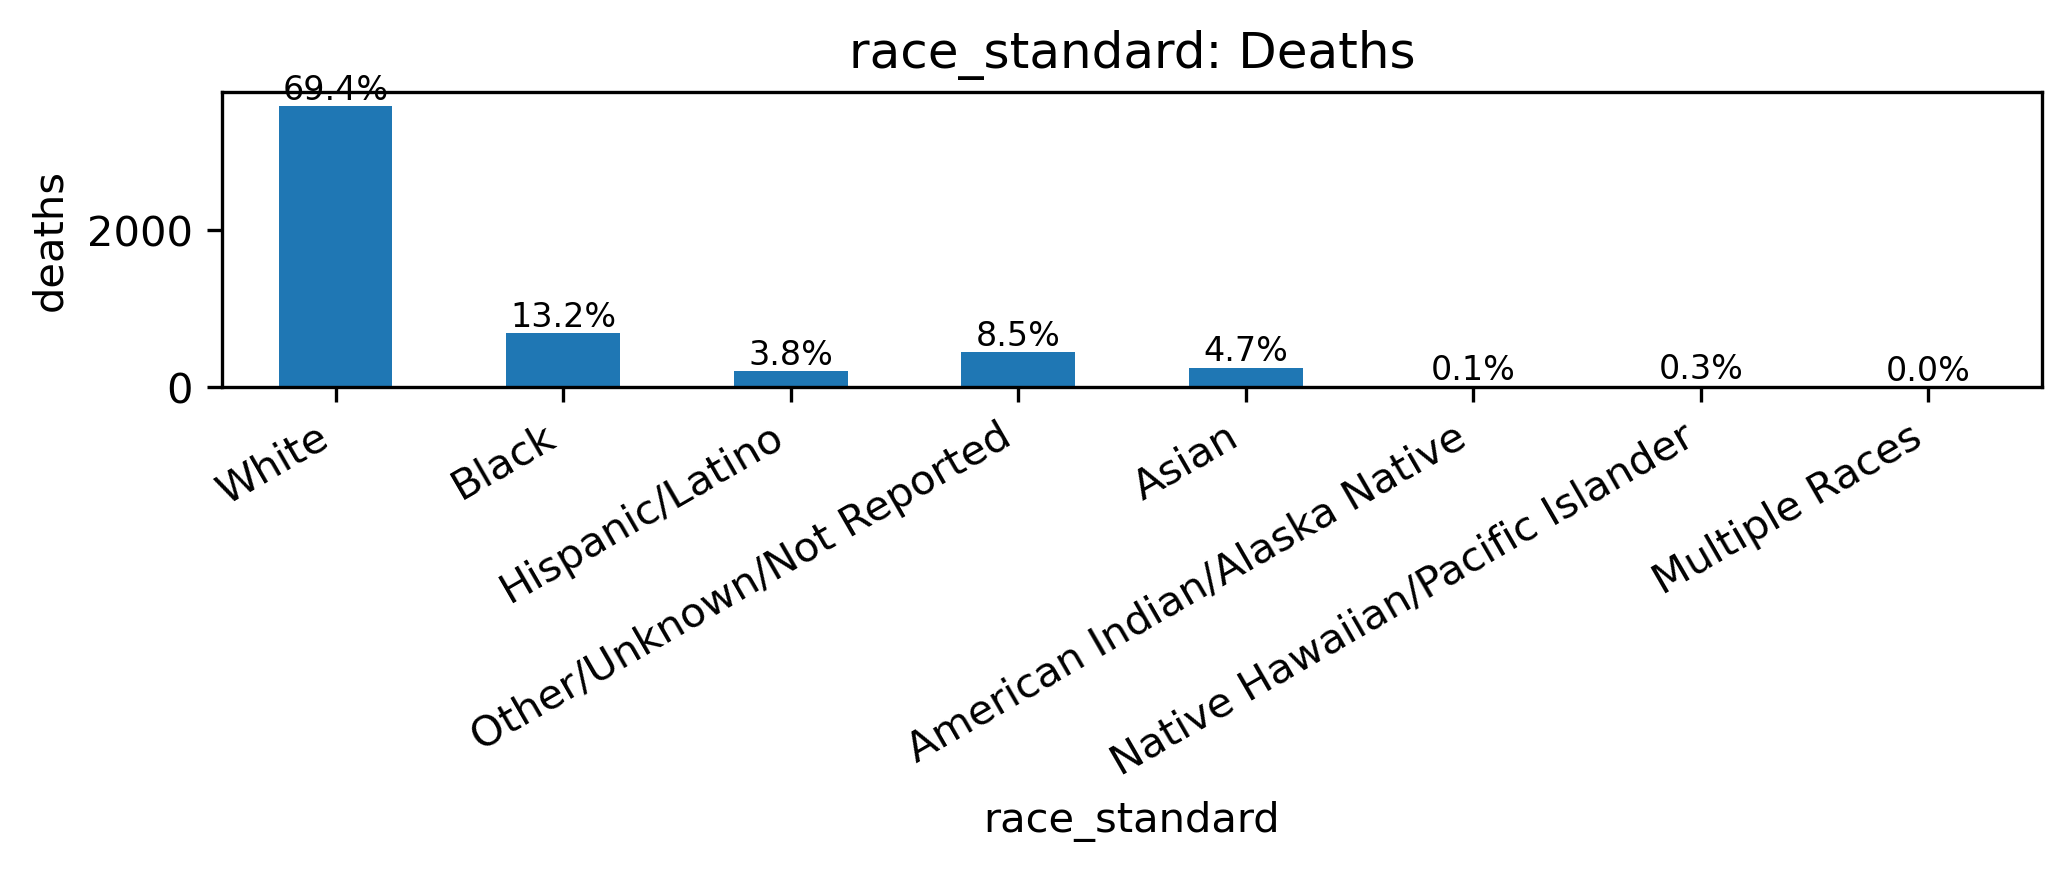 race_standard: Deaths
69.4%
13.2%
3.8%
8.5%
4.7%
0.1%
0.3%
0.0%
deaths
2000
0
White
Black
Hispanic/Latino
Other/Unknown/Not Reported
Asian
American Indian/Alaska Native
Native Hawaiian/Pacific Islander
Multiple Races
race_standard